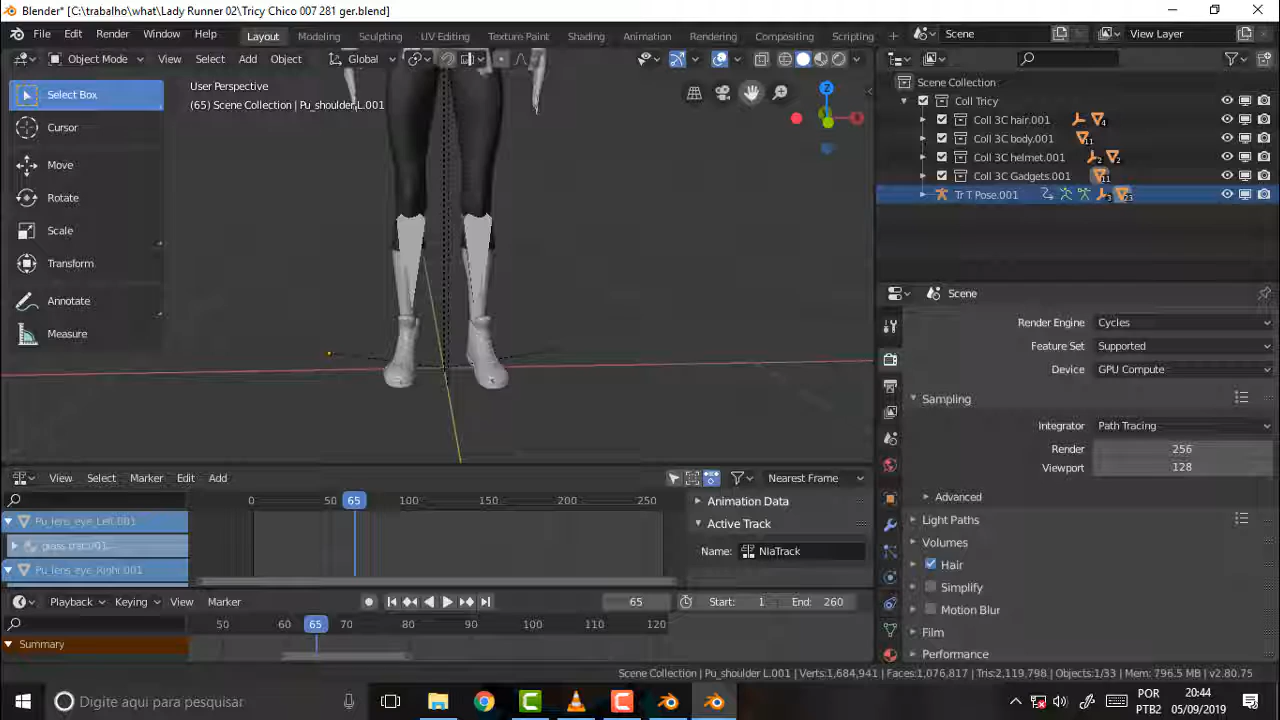 Blender* [C:\trabalho\what\Lady Runner 02\Tricy Chico 007 281 ger.blend]
File Edit Render Window Help Layout Modeling Sculpting UV Editing Texture Paint Shading Animation Rendering Compositing Scripting Scene View Layer
Object Mode View Select Add Object Global
Select Box
Cursor
Move
Rotate
Scale
Transform
Annotate
Measure
User Perspective
(65) Scene Collection | Pu_shoulder L.001
Z
Scene Collection
Coll Tricy
Coll 3C hair.001 4
Coll 3C body.001 11
Coll 3C helmet.001 2 2
Coll 3C Gadgets.001 11
Tr T Pose.001 3 23
Scene
Render Engine Cycles
Feature Set Supported
Device GPU Compute
Sampling
Integrator Path Tracing
Render 256
Viewport 128
Advanced
Light Paths
Volumes
Hair
Simplify
Motion Blur
Film
Performance
View Select Marker Edit Add Nearest Frame
0 50 65 100 150 200 250
Pu_lens_eye_Left.001
Pu_lens_eye_Right.001
Animation Data
Active Track
Name: NlaTrack
Playback Keying View Marker 65 Start: 1 End: 260
50 60 65 70 80 90 100 110 120
Summary
Scene Collection | Pu_shoulder L.001 | Verts:1,684,941 | Faces:1,076,817 | Tris:2,119,798 | Objects:1/33 | Mem: 796.5 MB | v2.80.75
Digite aqui para pesquisar
POR
PTB2
20:44
05/09/2019